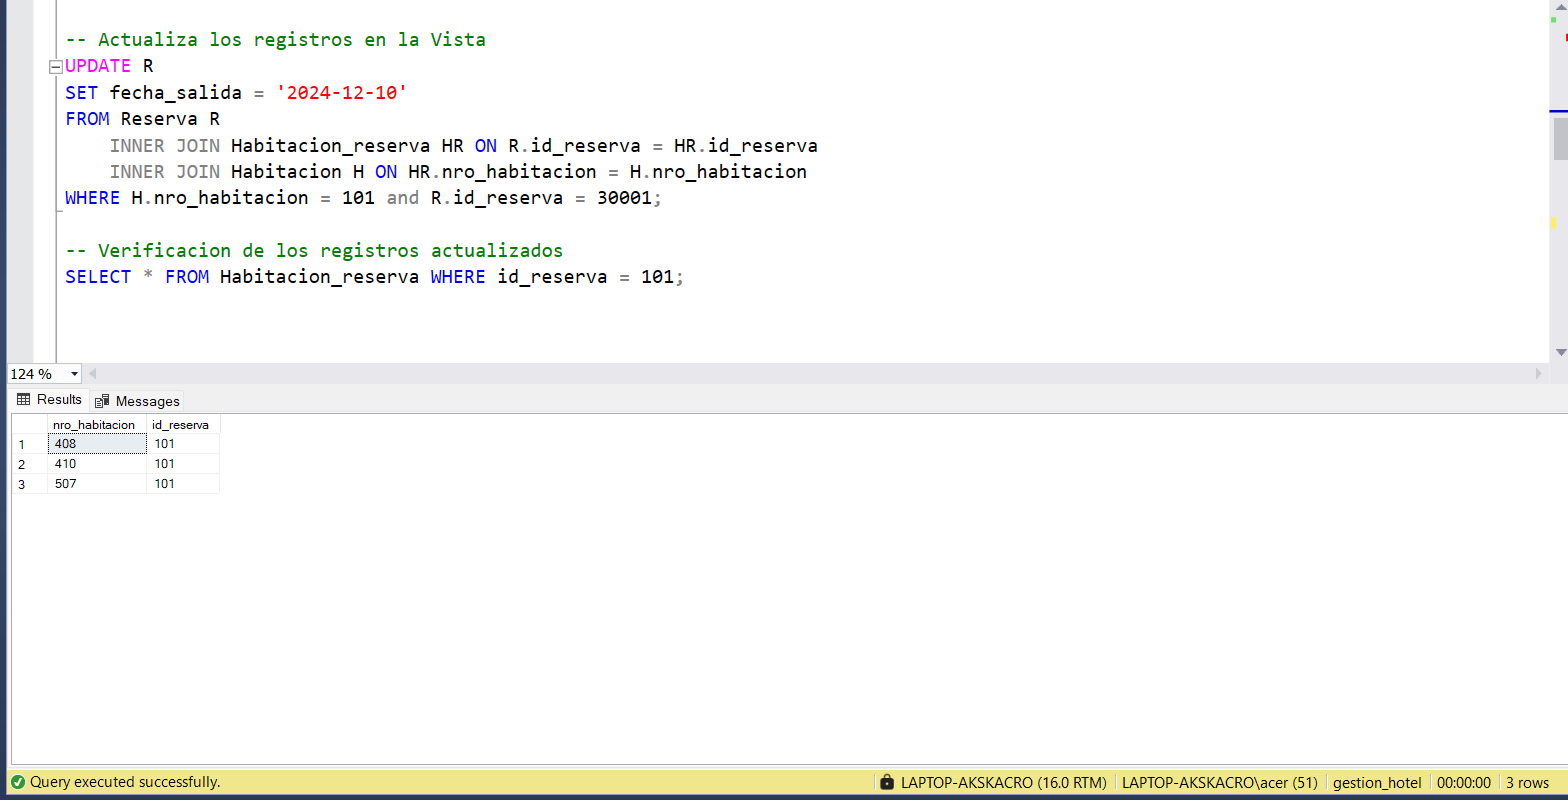 -- Actualiza los registros en la Vista
UPDATE R
SET fecha_salida = '2024-12-10'
FROM Reserva R
INNER JOIN Habitacion_reserva HR ON R.id_reserva = HR.id_reserva
INNER JOIN Habitacion H ON HR.nro_habitacion = H.nro_habitacion
WHERE H.nro_habitacion = 101 and R.id_reserva = 30001;
-- Verificacion de los registros actualizados
SELECT * FROM Habitacion_reserva WHERE id_reserva = 101;
124 %
Results Messages
nro_habitacion id_reserva
1 408 101
2 410 101
3 507 101
Query executed successfully. LAPTOP-AKSKACRO (16.0 RTM) LAPTOP-AKSKACRO\acer (51) gestion_hotel 00:00:00 3 rows